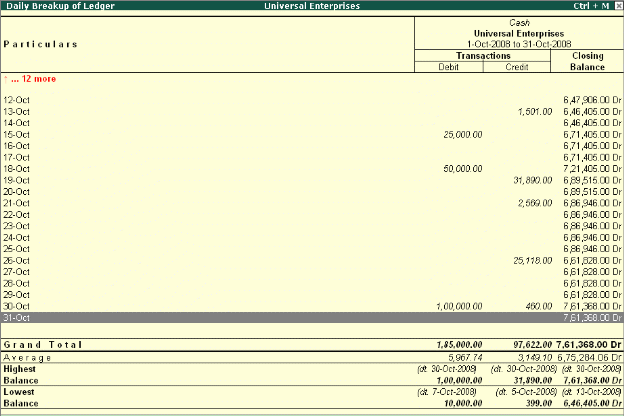 Daily Breakup of Ledger Universal Enterprises Ctrl + M
Cash
Universal Enterprises
Particulars 1-Oct-2008 to 31-Oct-2008
Transactions Closing
Debit Credit Balance
↑ ... 12 more
12-Oct 6,47,906.00 Dr
13-Oct 1,501.00 6,46,405.00 Dr
14-Oct 6,46,405.00 Dr
15-Oct 25,000.00 6,71,405.00 Dr
16-Oct 6,71,405.00 Dr
17-Oct 6,71,405.00 Dr
18-Oct 50,000.00 7,21,405.00 Dr
19-Oct 31,890.00 6,89,515.00 Dr
20-Oct 6,89,515.00 Dr
21-Oct 2,569.00 6,86,946.00 Dr
22-Oct 6,86,946.00 Dr
23-Oct 6,86,946.00 Dr
24-Oct 6,86,946.00 Dr
25-Oct 6,86,946.00 Dr
26-Oct 25,118.00 6,61,828.00 Dr
27-Oct 6,61,828.00 Dr
28-Oct 6,61,828.00 Dr
29-Oct 6,61,828.00 Dr
30-Oct 1,00,000.00 460.00 7,61,368.00 Dr
31-Oct 7,61,368.00 Dr
Grand Total 1,85,000.00 97,622.00 7,61,368.00 Dr
Average 5,967.74 3,149.10 6,75,284.06 Dr
Highest (dt. 30-Oct-2008) (dt. 30-Oct-2008) (dt. 30-Oct-2008)
Balance 1,00,000.00 31,890.00 7,61,368.00 Dr
Lowest (dt. 7-Oct-2008) (dt. 5-Oct-2008) (dt. 13-Oct-2008)
Balance 10,000.00 399.00 6,46,405.00 Dr